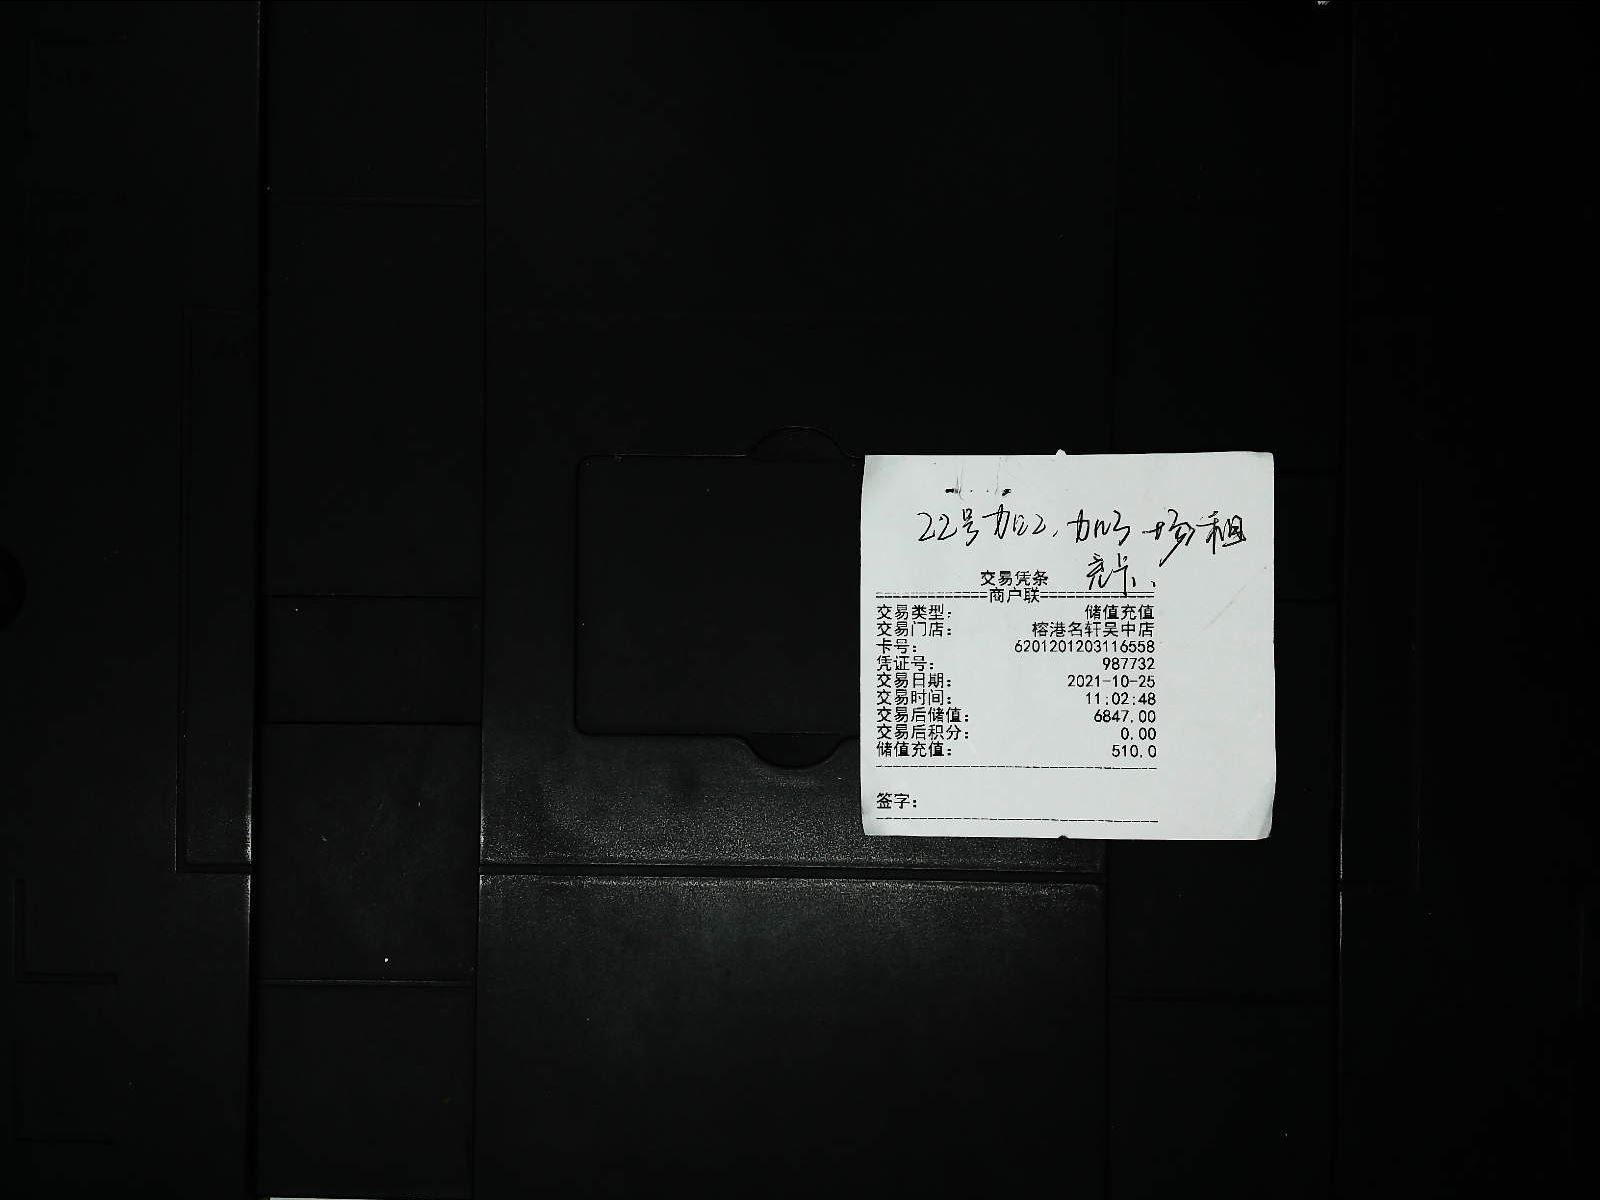 22号加02,加03 场租
充卡
交易凭条
============商户联============
交易类型: 储值充值
交易门店: 榕港名轩吴中店
卡号: 6201201203116558
凭证号: 987732
交易日期: 2021-10-25
交易时间: 11:02:48
交易后储值: 6847.00
交易后积分: 0.00
储值充值: 510.0
签字: